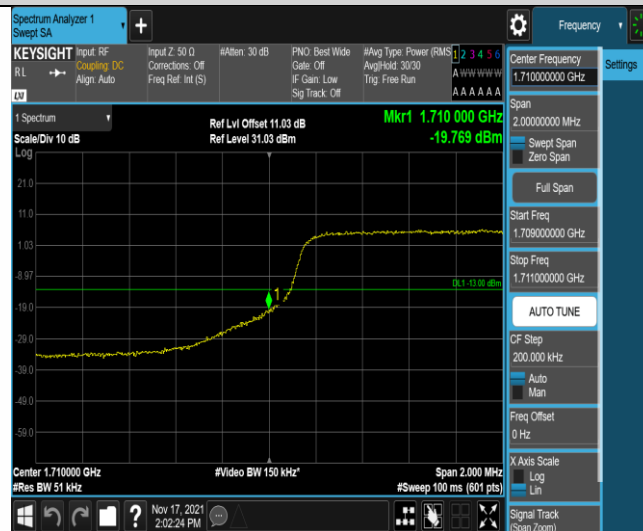 Spectrum Analyzer 1
Swept SA
Frequency
KEYSIGHT
RL
LXI
Input: RF
Coupling: DC
Align: Auto
Input Z: 50 Ω
Corrections: Off
Freq Ref: Int (S)
#Atten: 30 dB
PNO: Best Wide
Gate: Off
IF Gain: Low
Sig Track: Off
#Avg Type: Power (RMS
Avg|Hold: 30/30
Trig: Free Run
1 2 3 4 5 6
A W W W W W
A A A A A A
1 Spectrum
Scale/Div 10 dB
Log
Ref Lvl Offset 11.03 dB
Ref Level 31.03 dBm
Mkr1 1.710 000 GHz
-19.769 dBm
21.0
11.0
1.03
-8.97
-19.0
-29.0
-39.0
-49.0
-59.0
DL1 -13.00 dBm
1
Center 1.71000 GHz
#Res BW 51 kHz
#Video BW 150 kHz*
Span 2.000 MHz
#Sweep 100 ms (601 pts)
Nov 17, 2021
2:02:24 PM
Center Frequency
1.710000000 GHz
Span
2.00000000 MHz
Swept Span
Zero Span
Full Span
Start Freq
1.709000000 GHz
Stop Freq
1.711000000 GHz
AUTO TUNE
CF Step
200.000 kHz
Auto
Man
Freq Offset
0 Hz
X Axis Scale
Log
Lin
Signal Track
(Span Zoom)
Settings